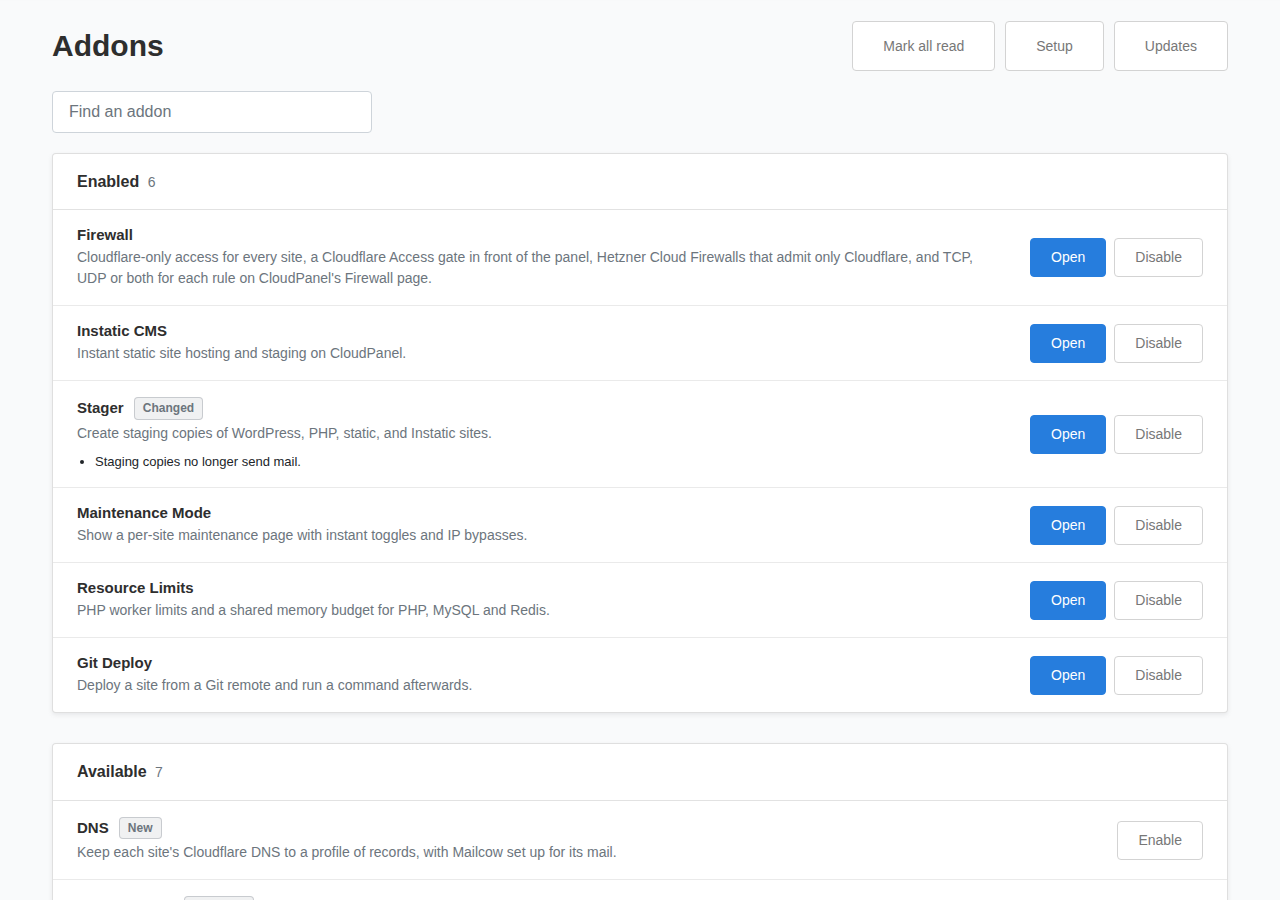 Addons
Mark all read
Setup
Updates
Find an addon
Enabled 6
Firewall
Cloudflare-only access for every site, a Cloudflare Access gate in front of the panel, Hetzner Cloud Firewalls that admit only Cloudflare, and TCP,
UDP or both for each rule on CloudPanel's Firewall page.
Open
Disable
Instatic CMS
Instant static site hosting and staging on CloudPanel.
Open
Disable
Stager Changed
Create staging copies of WordPress, PHP, static, and Instatic sites.
• Staging copies no longer send mail.
Open
Disable
Maintenance Mode
Show a per-site maintenance page with instant toggles and IP bypasses.
Open
Disable
Resource Limits
PHP worker limits and a shared memory budget for PHP, MySQL and Redis.
Open
Disable
Git Deploy
Deploy a site from a Git remote and run a command afterwards.
Open
Disable
Available 7
DNS New
Keep each site's Cloudflare DNS to a profile of records, with Mailcow set up for its mail.
Enable